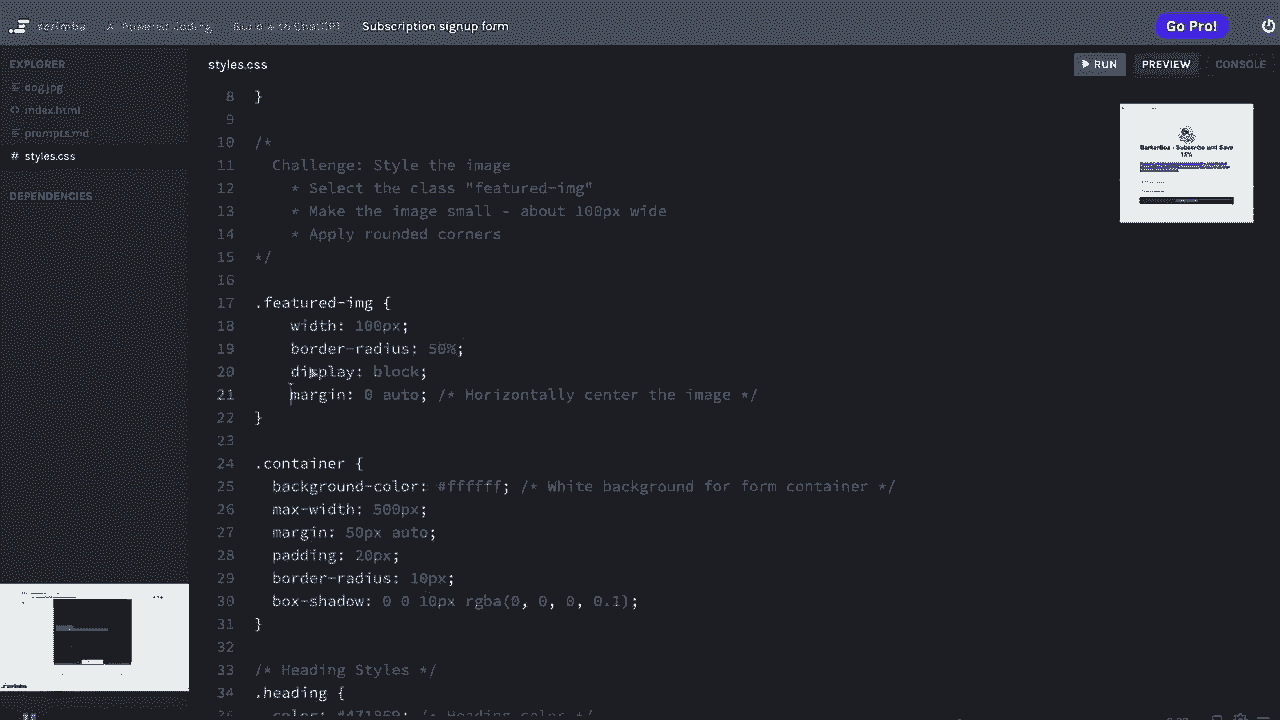 scrimba AI Powered Coding Build with ChatGPT Subscription signup form Go Pro!
EXPLORER styles.css RUN PREVIEW CONSOLE
dog.jpg
index.html
prompts.md
# styles.css
DEPENDENCIES
8 }
9
10 /*
11 Challenge: Style the image
12 * Select the class "featured-img"
13 * Make the image small - about 100px wide
14 * Apply rounded corners
15 */
16
17 .featured-img {
18 width: 100px;
19 border-radius: 50%;
20 display: block;
21 margin: 0 auto; /* Horizontally center the image */
22 }
23
24 .container {
25 background-color: #ffffff; /* White background for form container */
26 max-width: 500px;
27 margin: 50px auto;
28 padding: 20px;
29 border-radius: 10px;
30 box-shadow: 0 0 10px rgba(0, 0, 0, 0.1);
31 }
32
33 /* Heading Styles */
34 .heading {
BarkerBox - Subscribe and Save
15%